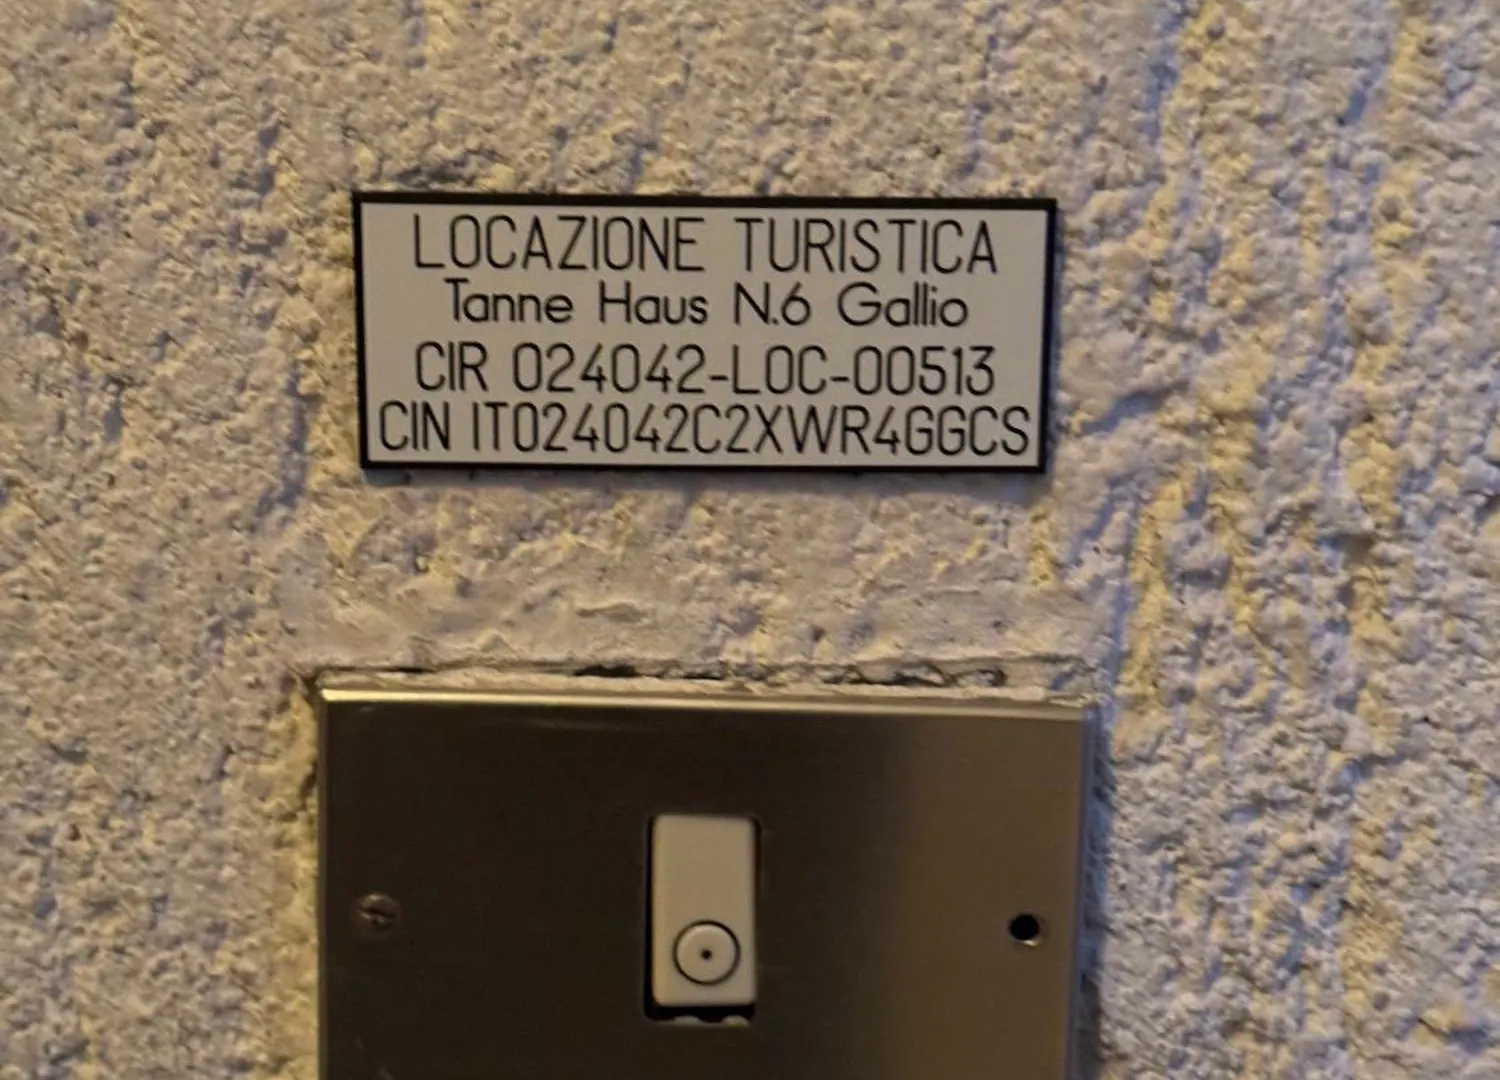 LOCAZIONE TURISTICA
Tanne Haus N.6 Gallio
CIR 024042-LOC-00513
CIN IT024042C2XWR4GGCS